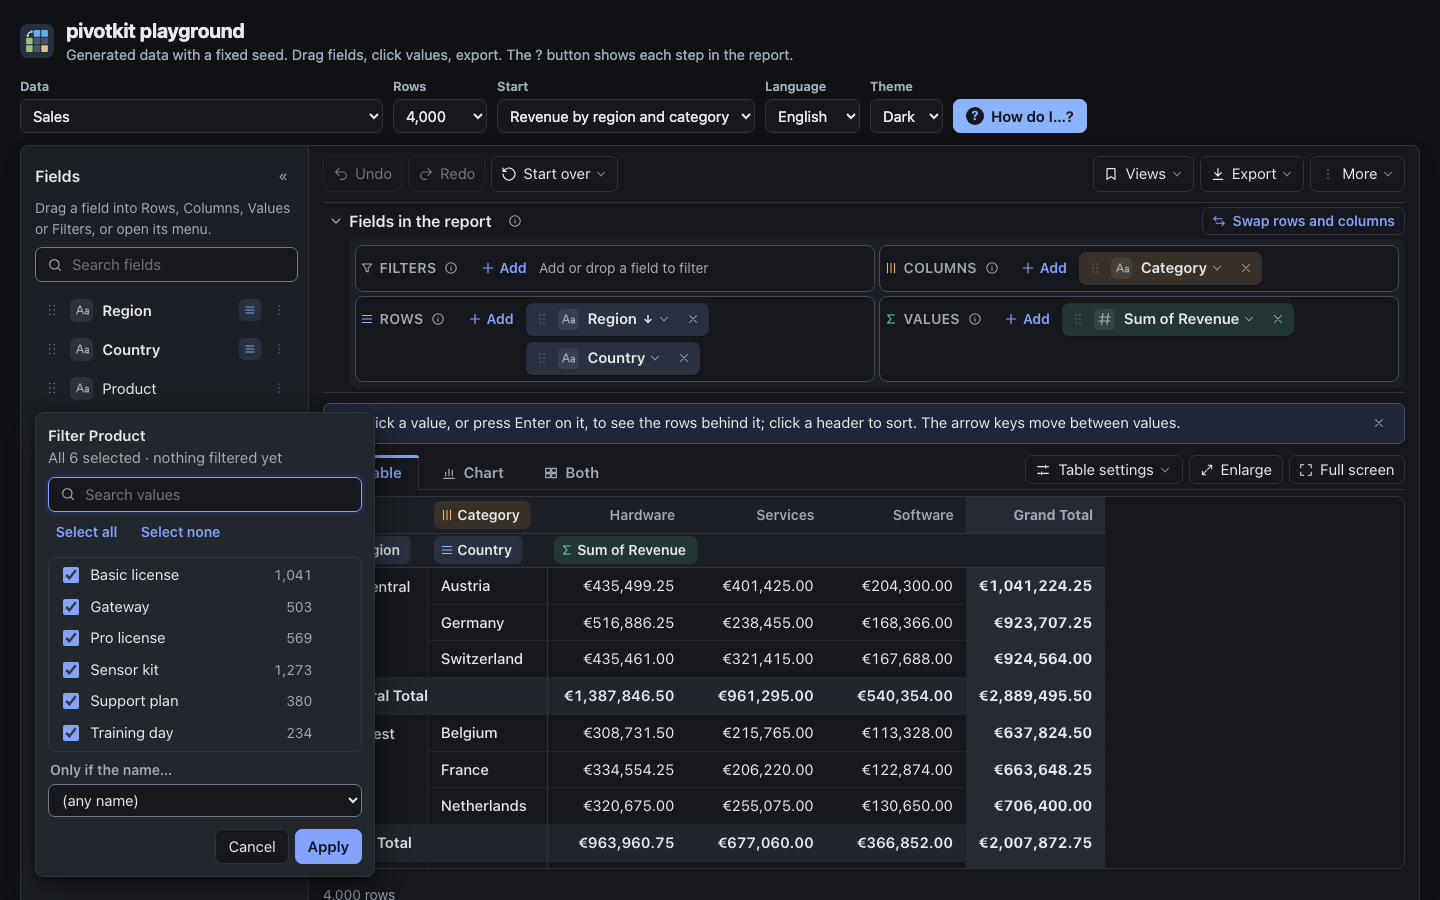 pivotkit playground
Generated data with a fixed seed. Drag fields, click values, export. The ? button shows each step in the report.
Data Rows Start Language Theme
Sales 4,000 Revenue by region and category English Dark ? How do I...?
Fields «
Drag a field into Rows, Columns, Values
or Filters, or open its menu.
Search fields
Aa Region
Aa Country
Aa Product
Undo Redo Start over Views Export More
Fields in the report Swap rows and columns
FILTERS + Add Add or drop a field to filter
COLUMNS + Add Aa Category ×
ROWS + Add Aa Region ↓ ×
Aa Country ×
Σ VALUES + Add # Sum of Revenue ×
Filter Product
All 6 selected · nothing filtered yet
Search values
Select all Select none
Basic license 1,041
Gateway 503
Pro license 569
Sensor kit 1,273
Support plan 380
Training day 234
Only if the name...
(any name)
Cancel Apply
ick a value, or press Enter on it, to see the rows behind it; click a header to sort. The arrow keys move between values. ×
able Chart Both Table settings Enlarge Full screen
Category Hardware Services Software Grand Total
gion Country Σ Sum of Revenue
entral Austria €435,499.25 €401,425.00 €204,300.00 €1,041,224.25
Germany €516,886.25 €238,455.00 €168,366.00 €923,707.25
Switzerland €435,461.00 €321,415.00 €167,688.00 €924,564.00
al Total €1,387,846.50 €961,295.00 €540,354.00 €2,889,495.50
est Belgium €308,731.50 €215,765.00 €113,328.00 €637,824.50
France €334,554.25 €206,220.00 €122,874.00 €663,648.25
Netherlands €320,675.00 €255,075.00 €130,650.00 €706,400.00
Total €963,960.75 €677,060.00 €366,852.00 €2,007,872.75
4,000 rows